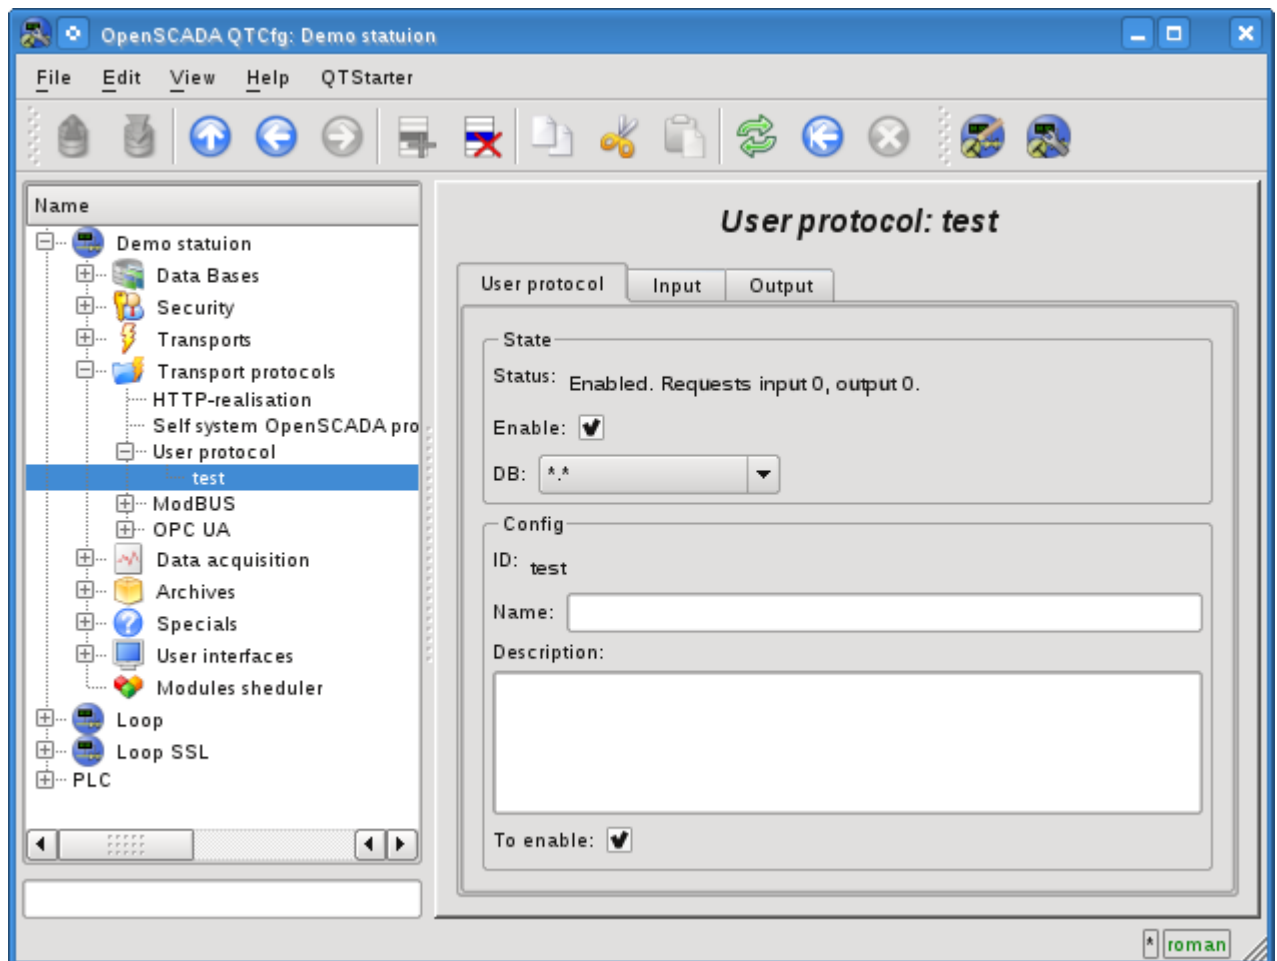 OpenSCADA QTCfg: Demo statuion
File Edit View Help QTStarter
Name
Demo statuion
Data Bases
Security
Transports
Transport protocols
HTTP-realisation
Self system OpenSCADA pro
User protocol
test
ModBUS
OPC UA
Data acquisition
Archives
Specials
User interfaces
Modules sheduler
Loop
Loop SSL
PLC
User protocol: test
User protocol Input Output
State
Status: Enabled. Requests input 0, output 0.
Enable:
DB: *.*
Config
ID: test
Name:
Description:
To enable:
* roman